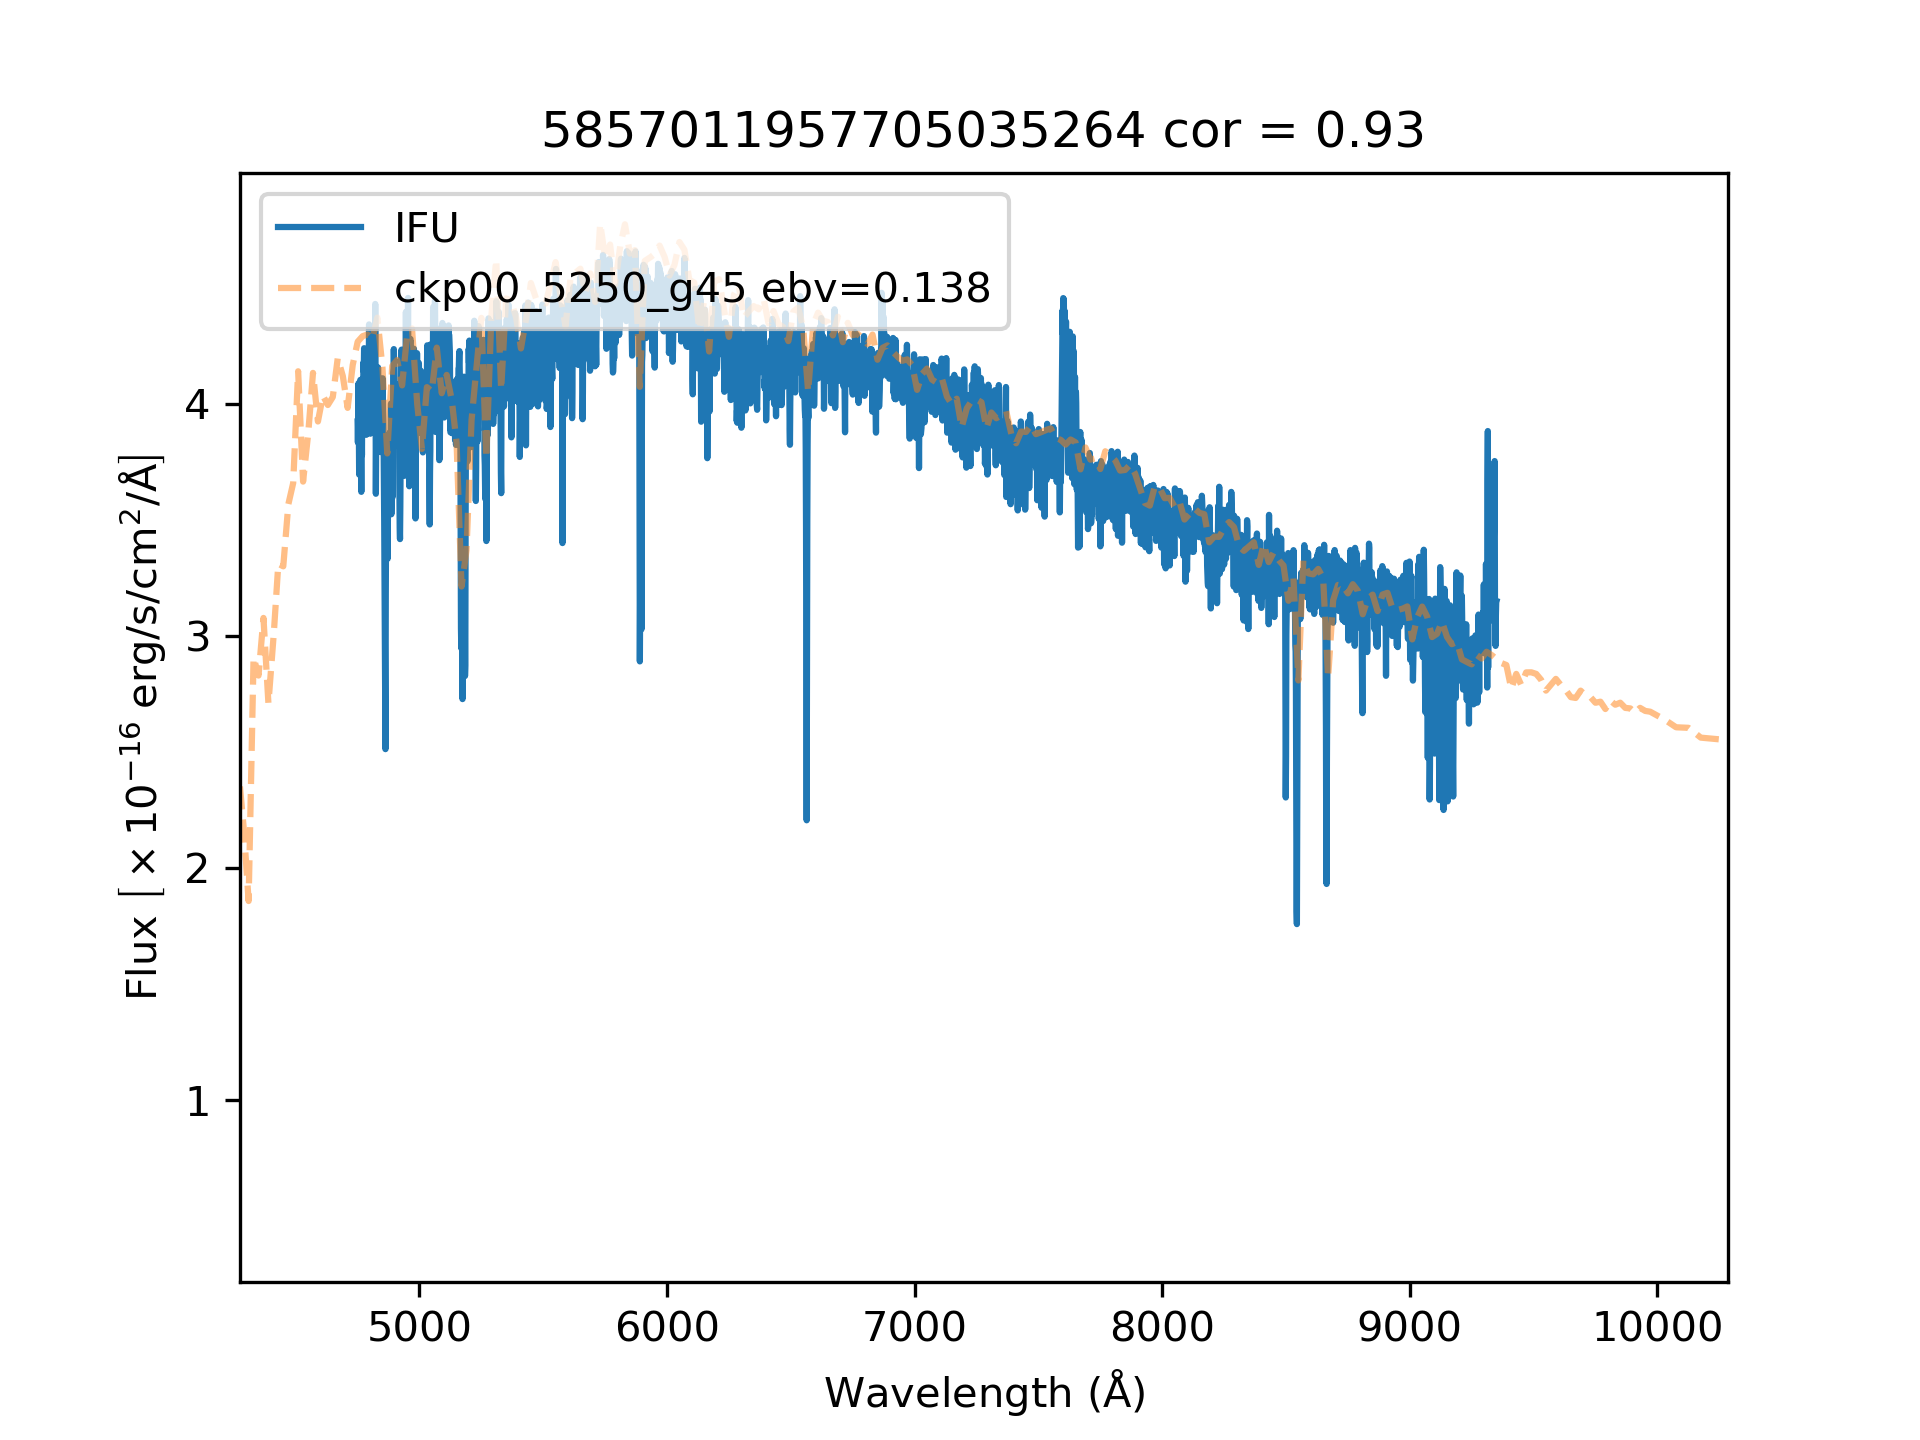 5857011957705035264 cor = 0.93
IFU
ckp00_5250_g45 ebv=0.138
Flux [× 10⁻¹⁶ erg/s/cm²/Å]
4
3
2
1
5000 6000 7000 8000 9000 10000
Wavelength (Å)